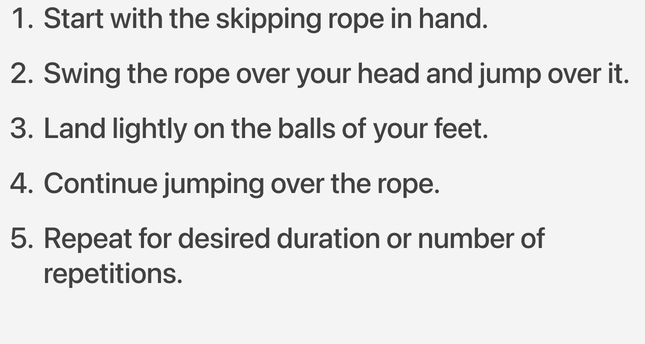 1. Start with the skipping rope in hand.
2. Swing the rope over your head and jump over it.
3. Land lightly on the balls of your feet.
4. Continue jumping over the rope.
5. Repeat for desired duration or number of
repetitions.